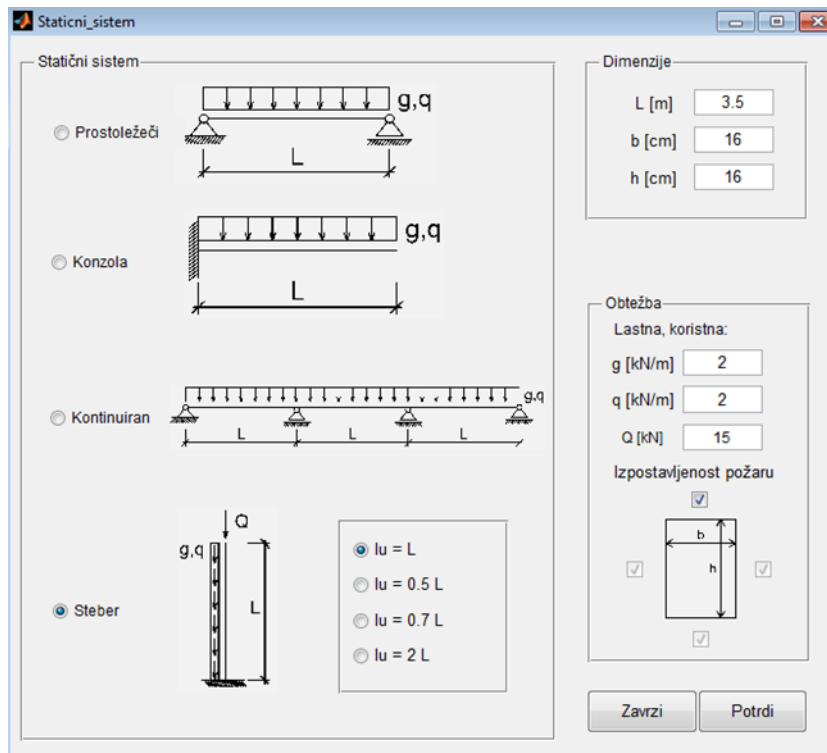 Staticni_sistem
Statični sistem
g,q
Prostoležeči
L
g,q
Konzola
L
g,q
Kontinuiran
L L L
Q
g,q
L
Steber
lu = L
lu = 0.5 L
lu = 0.7 L
lu = 2 L
Dimenzije
L [m] 3.5
b [cm] 16
h [cm] 16
Obtežba
Lastna, koristna:
g [kN/m] 2
q [kN/m] 2
Q [kN] 15
Izpostavljenost požaru
b
h
Zavrzi Potrdi